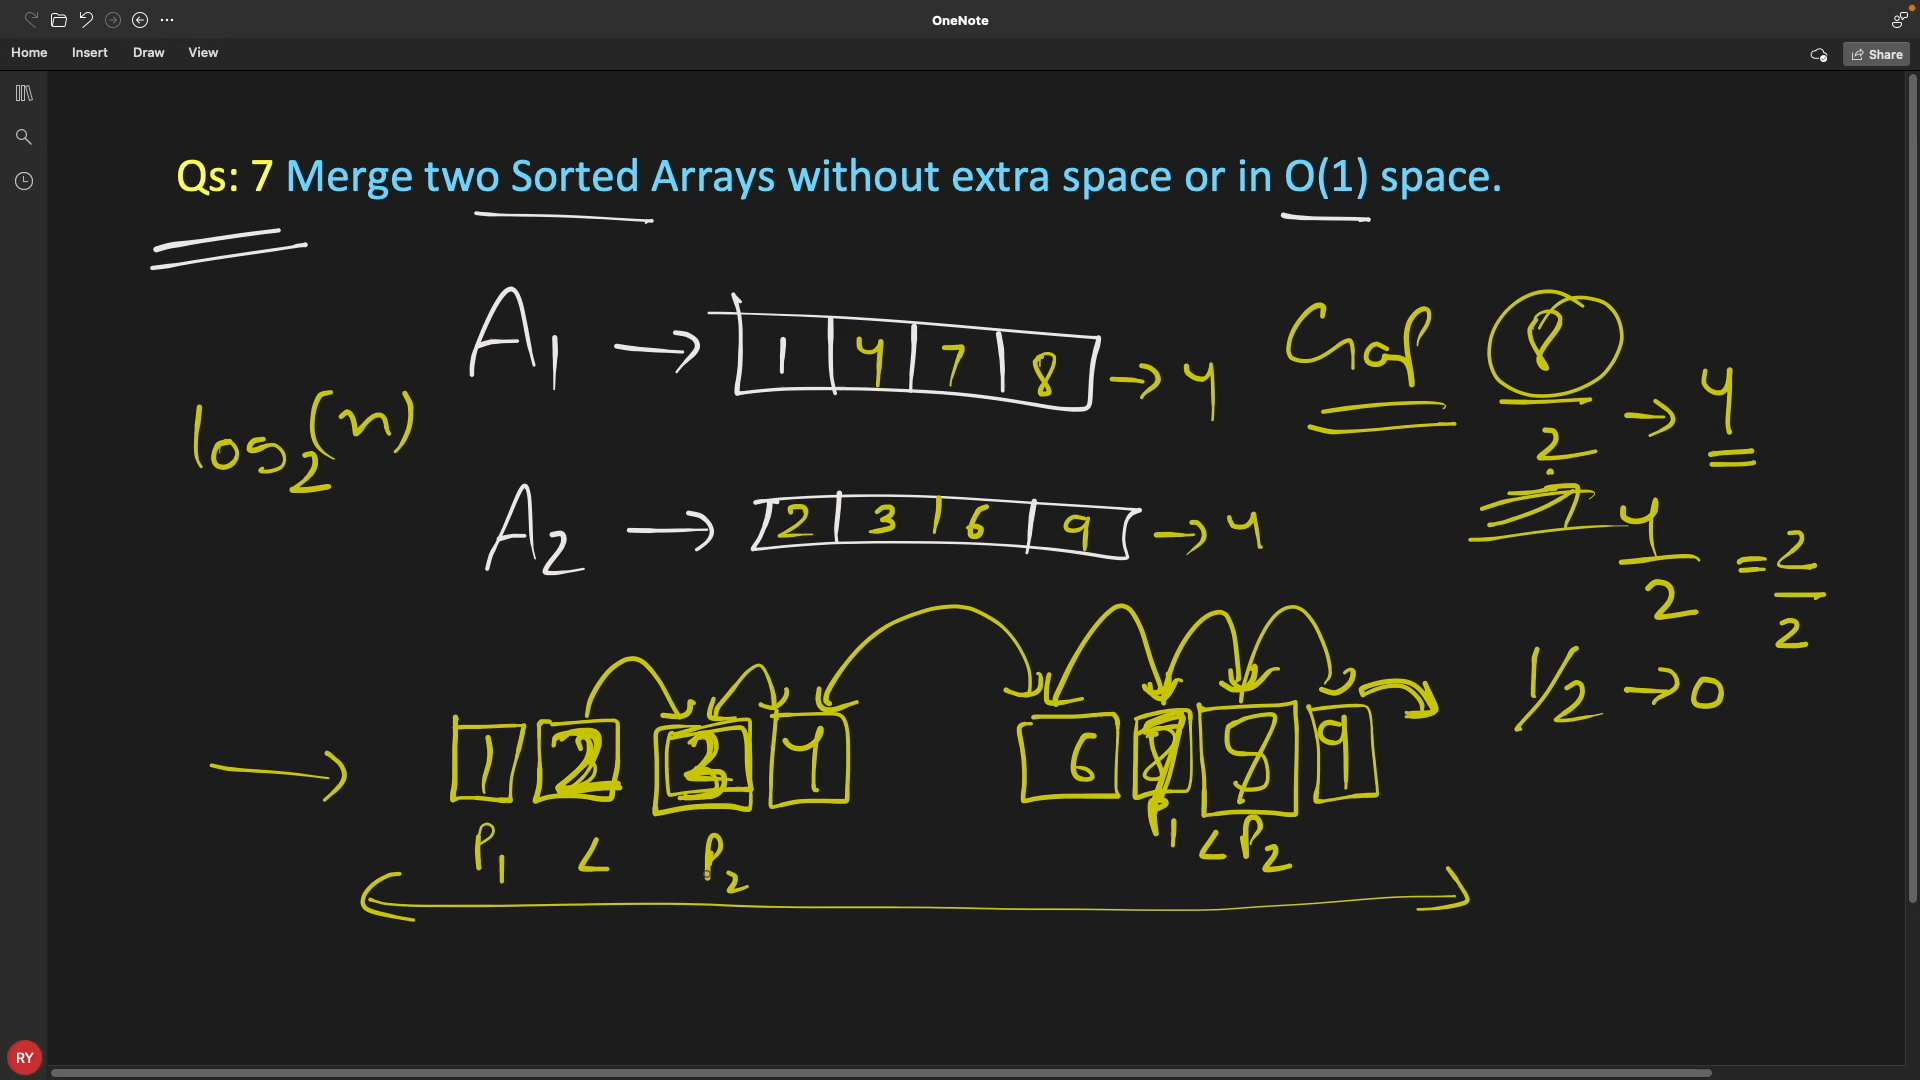 OneNote
Home Insert Draw View
Share
Qs: 7 Merge two Sorted Arrays without extra space or in O(1) space.
A1 → 1 4 7 8 → 4
Gap 8/2 → 4
log2(n)
A2 → 2 3 6 9 → 4
4/2 = 2/2
1/2 → 0
→ 1 2 3 4 6 8 9
P1 < P2 P1 < P2
RY